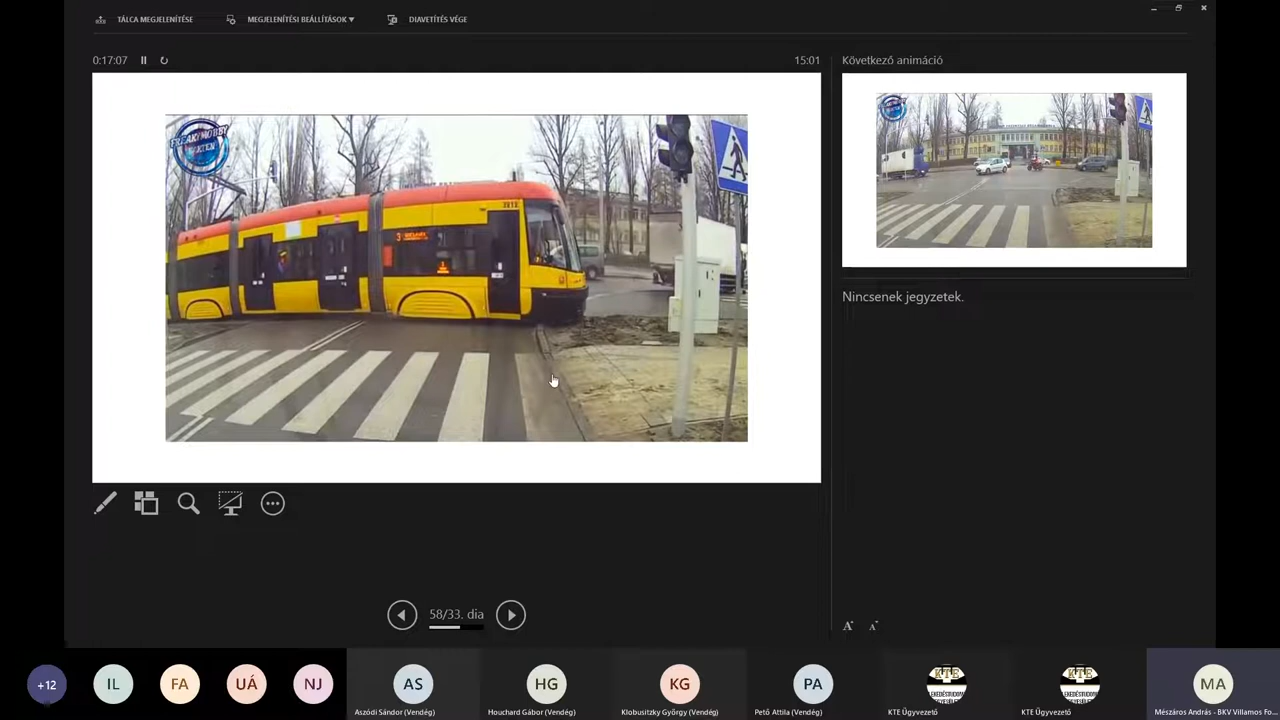 TÁLCA MEGJELENÍTÉSE
MEGJELENÍTÉSI BEÁLLÍTÁSOK
DIAVETÍTÉS VÉGE
0:17:07
15:01
Következő animáció
Nincsenek jegyzetek.
58/33. dia
A
A
+12
IL
FA
UÁ
NJ
AS
HG
KG
PA
MA
KTE
KTE
Aszódi Sándor (Vendég)
Houchard Gábor (Vendég)
Klobusitzky György (Vendég)
Pető Attila (Vendég)
KTE Ügyvezető
KTE Ügyvezető
Mészáros András - BKV Villamos Fo...